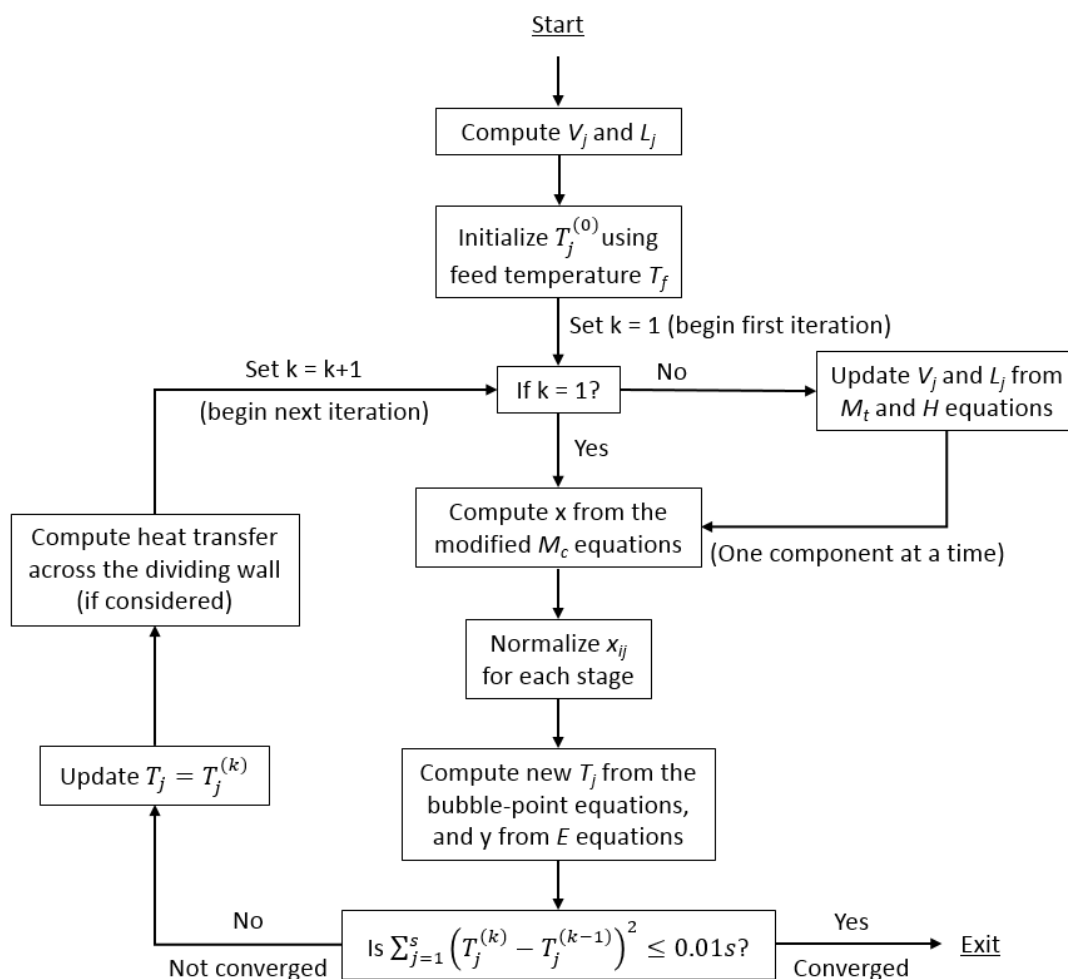 Start
Compute V_j and L_j
Initialize T_j^{(0)} using
feed temperature T_f
Set k = 1 (begin first iteration)
If k = 1?
No
Update V_j and L_j from
M_t and H equations
Yes
Compute x from the
modified M_c equations
(One component at a time)
Normalize x_{ij}
for each stage
Compute new T_j from the
bubble-point equations,
and y from E equations
Is \sum_{j=1}^{s} (T_j^{(k)} − T_j^{(k−1)})^2 ≤ 0.01s?
Yes
Converged
Exit
No
Not converged
Update T_j = T_j^{(k)}
Compute heat transfer
across the dividing wall
(if considered)
Set k = k+1
(begin next iteration)